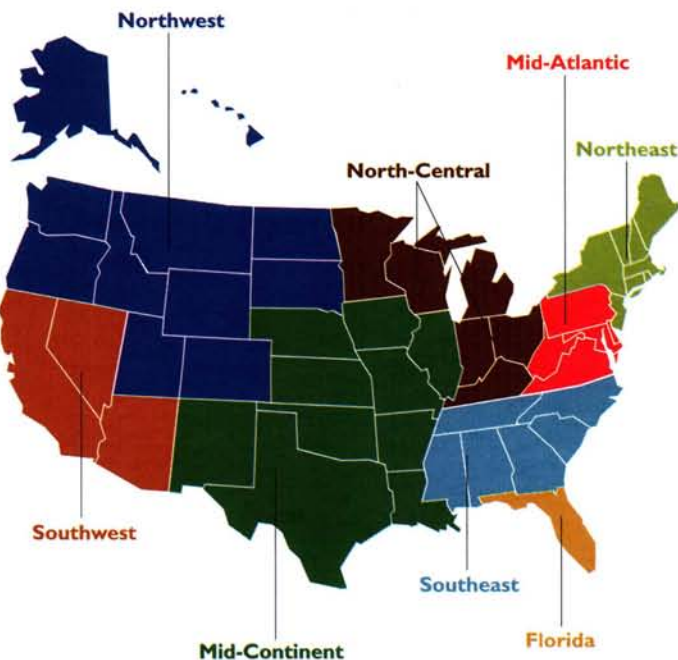 Northwest
Mid-Atlantic
Northeast
North-Central
Southwest
Southeast
Florida
Mid-Continent